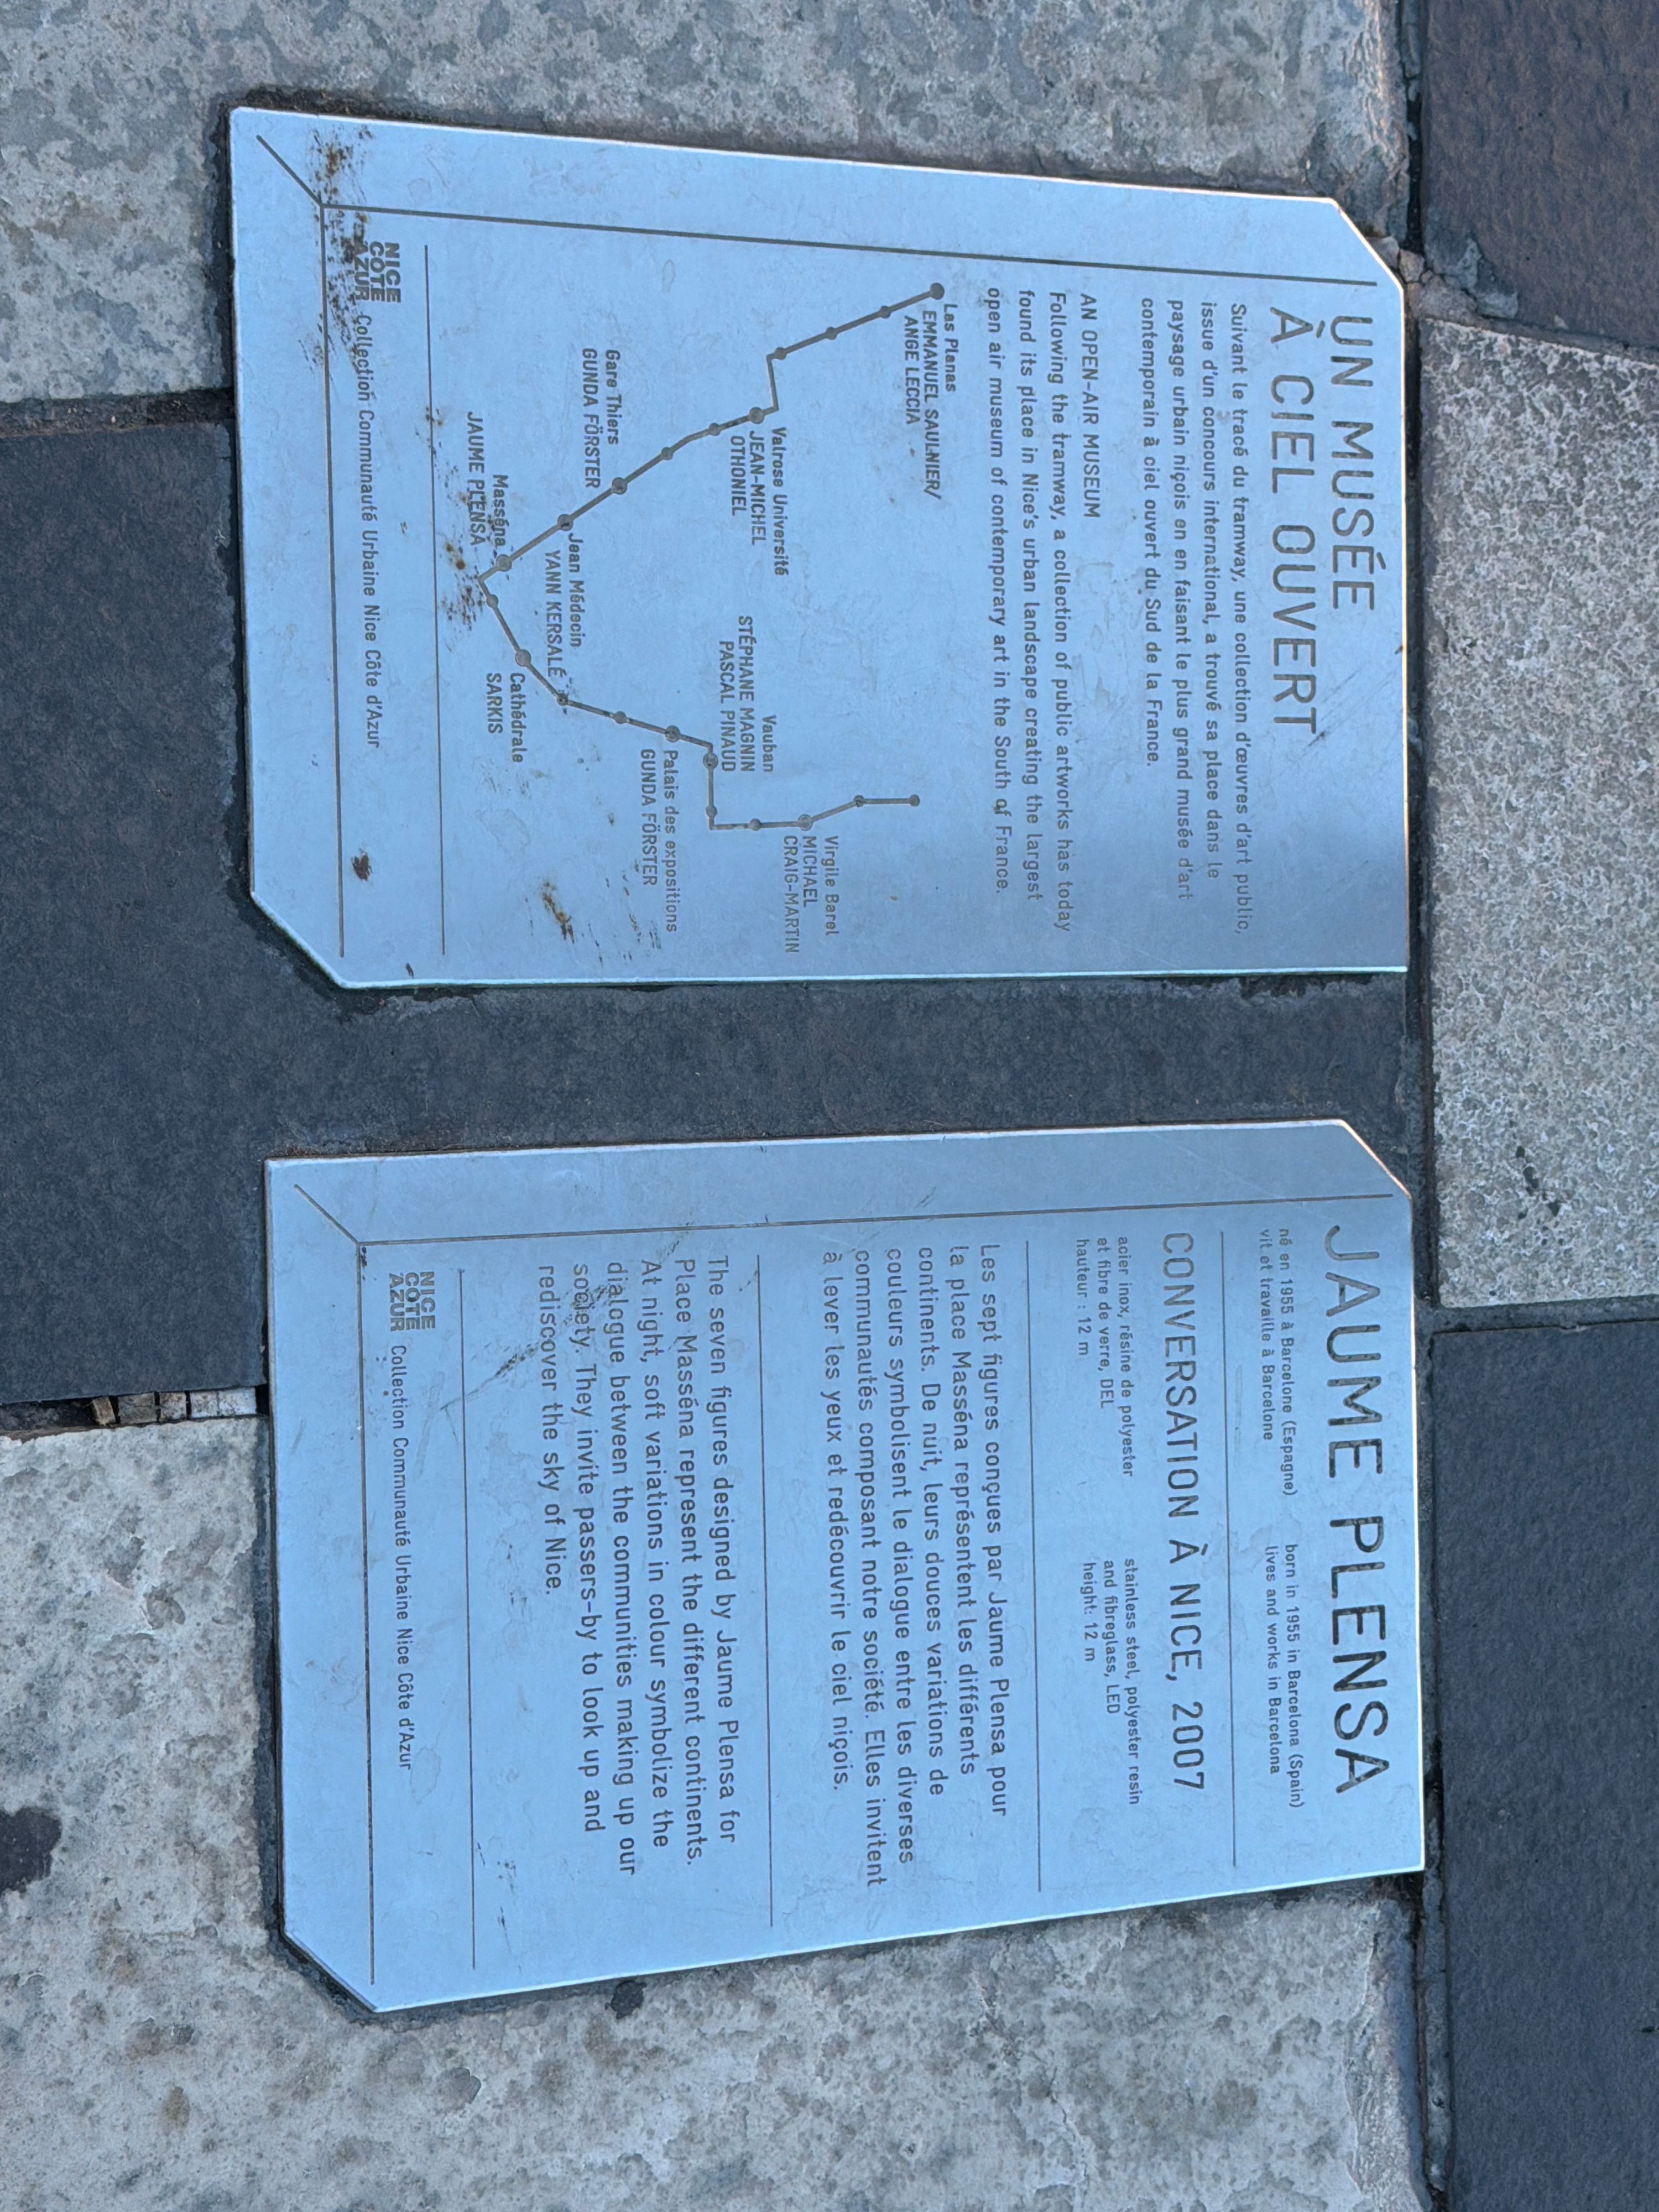 UN MUSÉE
À CIEL OUVERT
Suivant le tracé du tramway, une collection d'œuvres d'art public,
issue d'un concours international, a trouvé sa place dans le
paysage urbain niçois en en faisant le plus grand musée d'art
contemporain à ciel ouvert du Sud de la France.
AN OPEN-AIR MUSEUM
Following the tramway, a collection of public artworks has today
found its place in Nice's urban landscape creating the largest
open air museum of contemporary art in the South of France.
Las Planas
EMMANUEL SAULNIER/
ANGE LECCIA
Valrose Université
JEAN-MICHEL
OTHONIEL
Gare Thiers
GUNDA FÖRSTER
Jean Médecin
YANN KERSALÉ
Masséna
JAUME PLENSA
Cathédrale
SARKIS
Palais des expositions
GUNDA FÖRSTER
Vauban
STÉPHANE MAGNIN
PASCAL PINAUD
Virgile Barel
MICHAEL
CRAIG-MARTIN
NICE
CÔTE
AZUR Collection Communauté Urbaine Nice Côte d'Azur
JAUME PLENSA
né en 1955 à Barcelone (Espagne)
vit et travaille à Barcelone
born in 1955 in Barcelona (Spain)
lives and works in Barcelona
CONVERSATION À NICE, 2007
acier inox, résine de polyester
et fibre de verre, DEL
hauteur : 12 m
stainless steel, polyester resin
and fibreglass, LED
height: 12 m
Les sept figures conçues par Jaume Plensa pour
la place Masséna représentent les différents
continents. De nuit, leurs douces variations de
couleurs symbolisent le dialogue entre les diverses
communautés composant notre société. Elles invitent
à lever les yeux et redécouvrir le ciel niçois.
The seven figures designed by Jaume Plensa for
Place Masséna represent the different continents.
At night, soft variations in colour symbolize the
dialogue between the communities making up our
society. They invite passers-by to look up and
rediscover the sky of Nice.
NICE
CÔTE
AZUR Collection Communauté Urbaine Nice Côte d'Azur